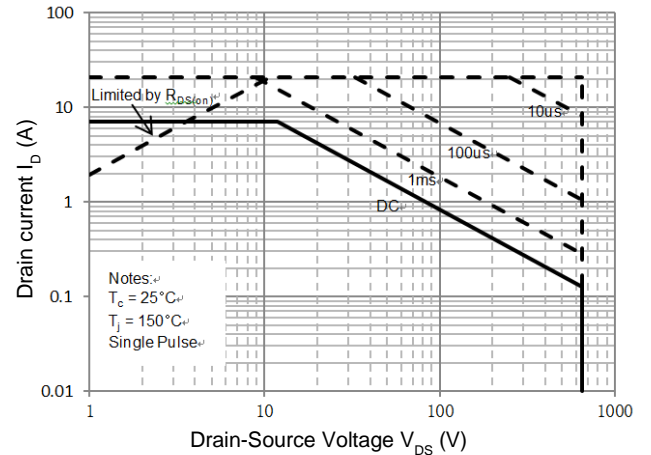 100
10
1
0.1
0.01
Drain current I_D (A)
Limited by R_DS(on)↵
10us↵
100us↵
1ms↵
DC↵
Notes:↵
T_c = 25°C↵
T_j = 150°C↵
Single Pulse↵
1
10
100
1000
Drain-Source Voltage V_DS (V)